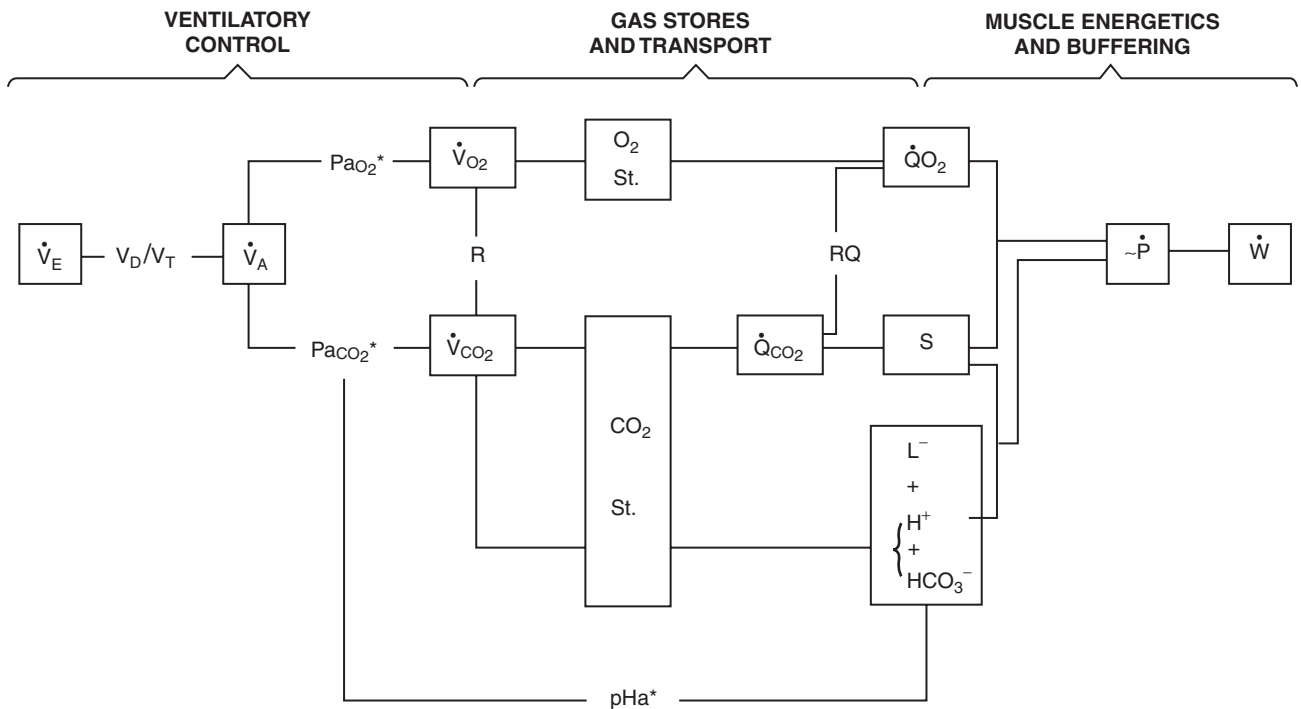 VENTILATORY
CONTROL
GAS STORES
AND TRANSPORT
MUSCLE ENERGETICS
AND BUFFERING
PaO₂*
V̇O₂
O₂
St.
Q̇O₂
V̇E
VD/VT
V̇A
R
RQ
~Ṗ
Ẇ
PaCO₂*
V̇CO₂
CO₂
St.
Q̇CO₂
S
L⁻
+
H⁺
+
HCO₃⁻
pHa*